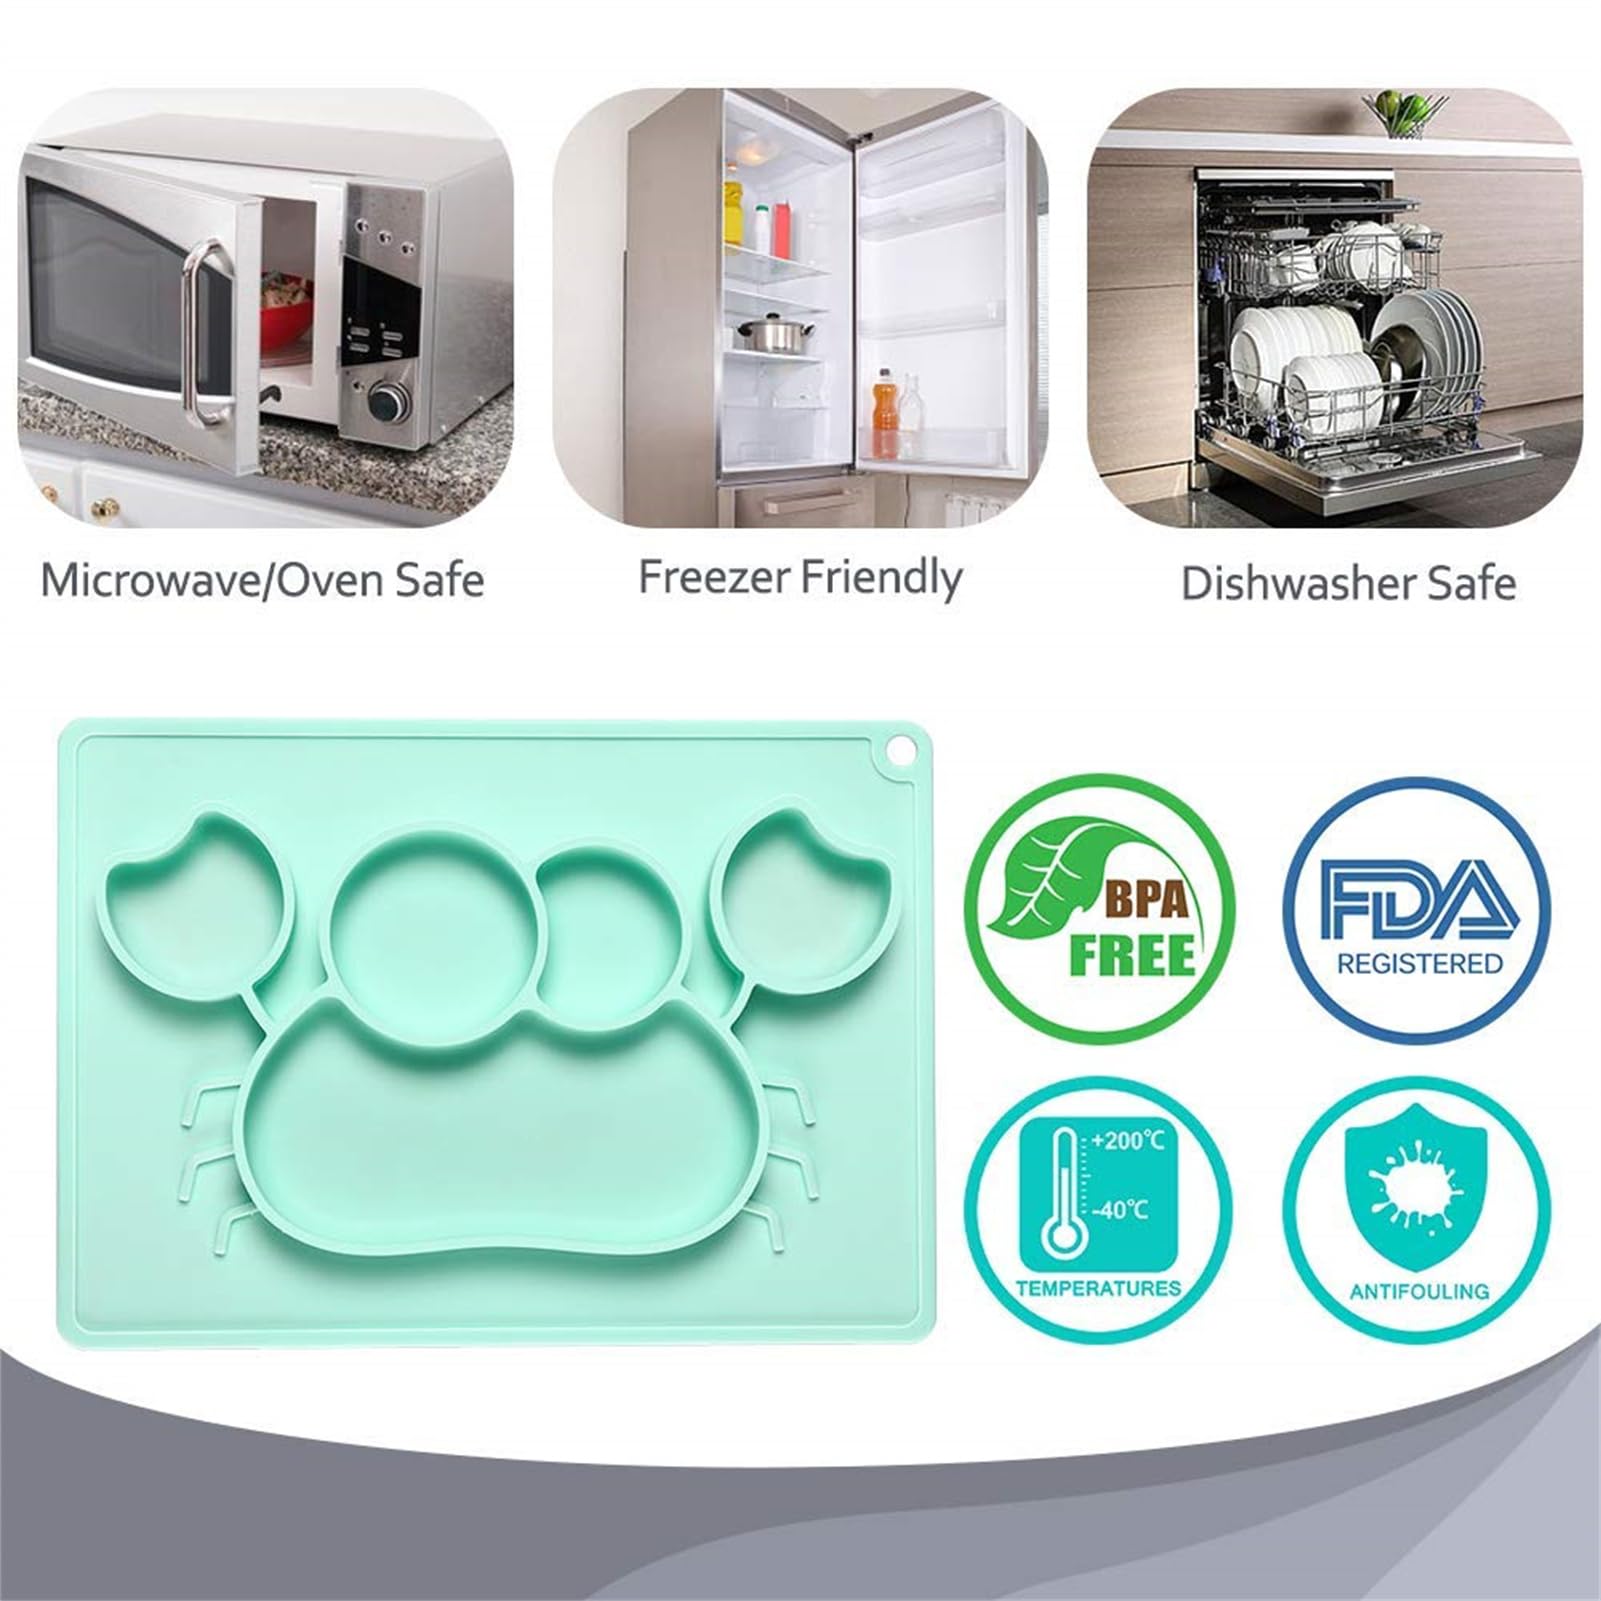 Microwave/Oven Safe
Freezer Friendly
Dishwasher Safe
BPA
FREE
FDA
REGISTERED
+200℃
-40℃
TEMPERATURES
ANTIFOULING